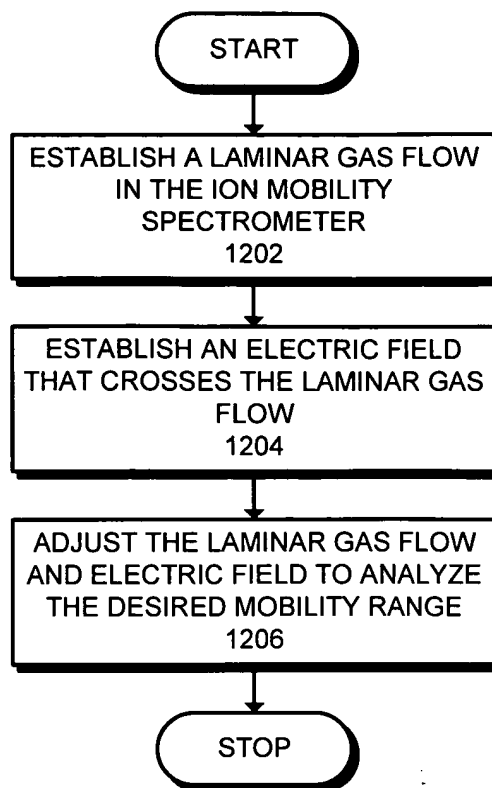 START
ESTABLISH A LAMINAR GAS FLOW
IN THE ION MOBILITY
SPECTROMETER
1202
ESTABLISH AN ELECTRIC FIELD
THAT CROSSES THE LAMINAR GAS
FLOW
1204
ADJUST THE LAMINAR GAS FLOW
AND ELECTRIC FIELD TO ANALYZE
THE DESIRED MOBILITY RANGE
1206
STOP